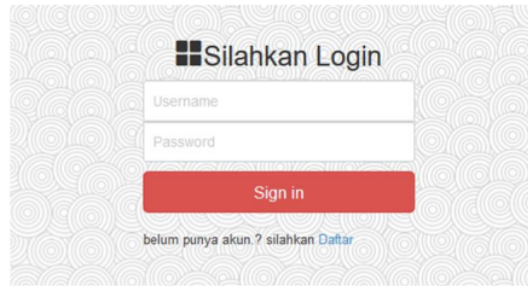 Silahkan Login
Username
Password
Sign in
belum punya akun.? silahkan Daftar